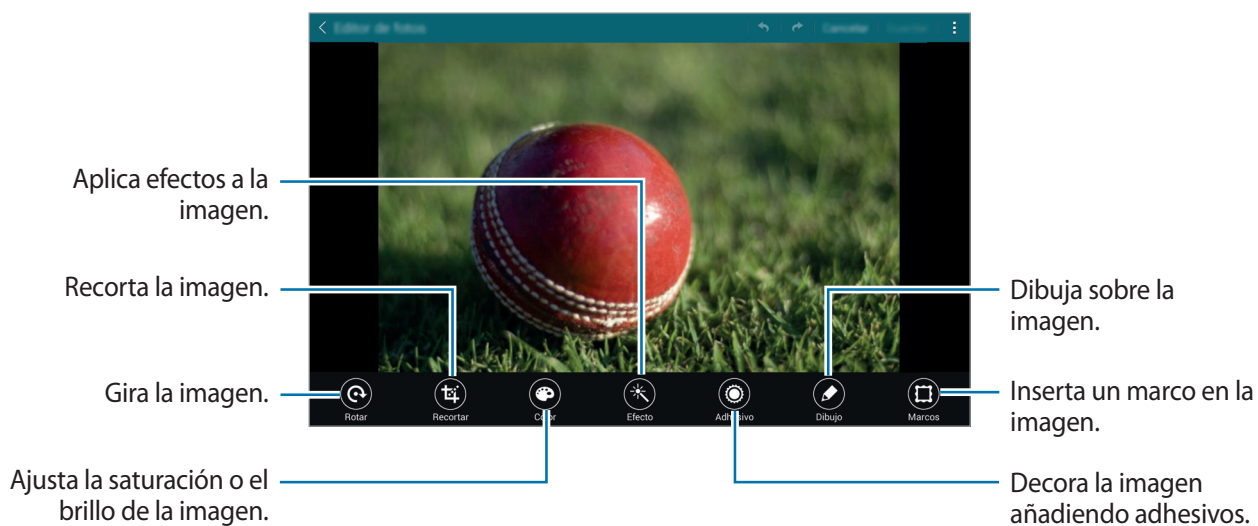 Editor de fotos
Cancelar
Aplica efectos a la
imagen.
Recorta la imagen.
Gira la imagen.
Ajusta la saturación o el
brillo de la imagen.
Dibuja sobre la
imagen.
Inserta un marco en la
imagen.
Decora la imagen
añadiendo adhesivos.
Rotar
Recortar
Color
Efecto
Adhesivo
Dibujo
Marcos